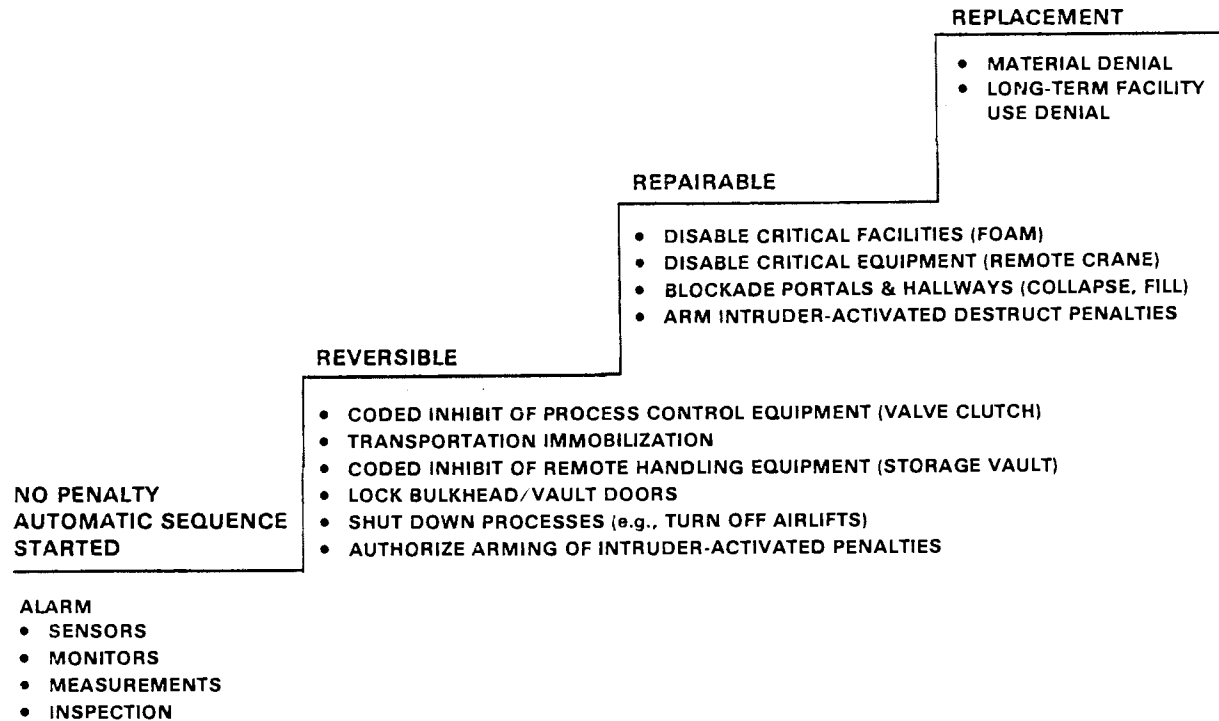 REPLACEMENT
• MATERIAL DENIAL
• LONG-TERM FACILITY
USE DENIAL
REPAIRABLE
• DISABLE CRITICAL FACILITIES (FOAM)
• DISABLE CRITICAL EQUIPMENT (REMOTE CRANE)
• BLOCKADE PORTALS & HALLWAYS (COLLAPSE, FILL)
• ARM INTRUDER-ACTIVATED DESTRUCT PENALTIES
REVERSIBLE
• CODED INHIBIT OF PROCESS CONTROL EQUIPMENT (VALVE CLUTCH)
• TRANSPORTATION IMMOBILIZATION
• CODED INHIBIT OF REMOTE HANDLING EQUIPMENT (STORAGE VAULT)
• LOCK BULKHEAD/VAULT DOORS
• SHUT DOWN PROCESSES (e.g., TURN OFF AIRLIFTS)
• AUTHORIZE ARMING OF INTRUDER-ACTIVATED PENALTIES
NO PENALTY
AUTOMATIC SEQUENCE
STARTED
ALARM
• SENSORS
• MONITORS
• MEASUREMENTS
• INSPECTION